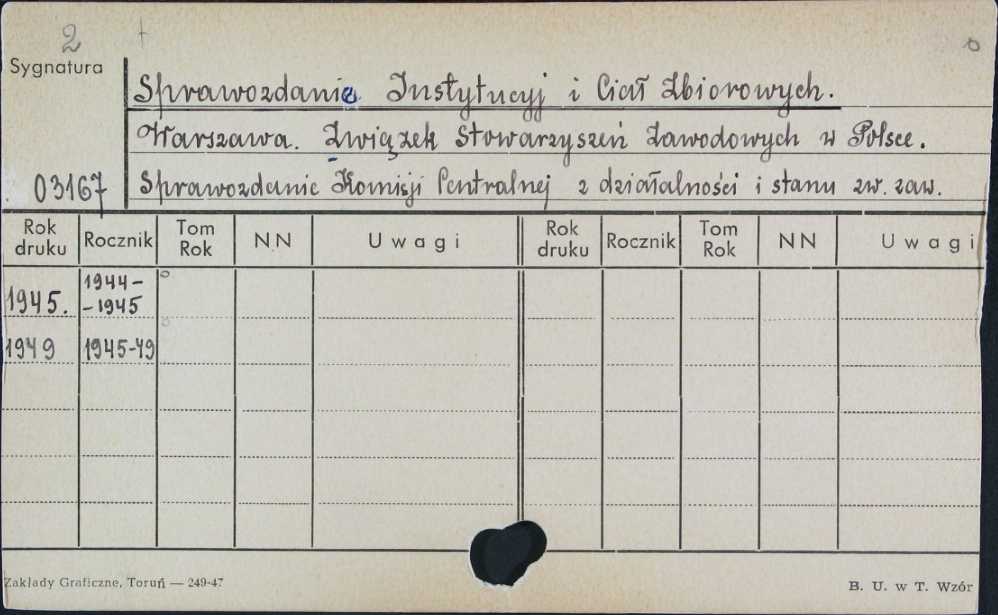 2
Sygnatura
Sprawozdanie Instytucyj i Ciał Zbiorowych.
Warszawa. Związek Stowarzyszeń Zawodowych w Polsce.
03167 Sprawozdanie Komisji Centralnej z działalności i stanu zw. zaw.
Rok druku Rocznik Tom Rok NN Uwagi Rok druku Rocznik Tom Rok NN Uwagi
1945. 1944-
-1945
1949 1945-49
Zakłady Graficzne, Toruń — 249-47 B. U. w T. Wzór